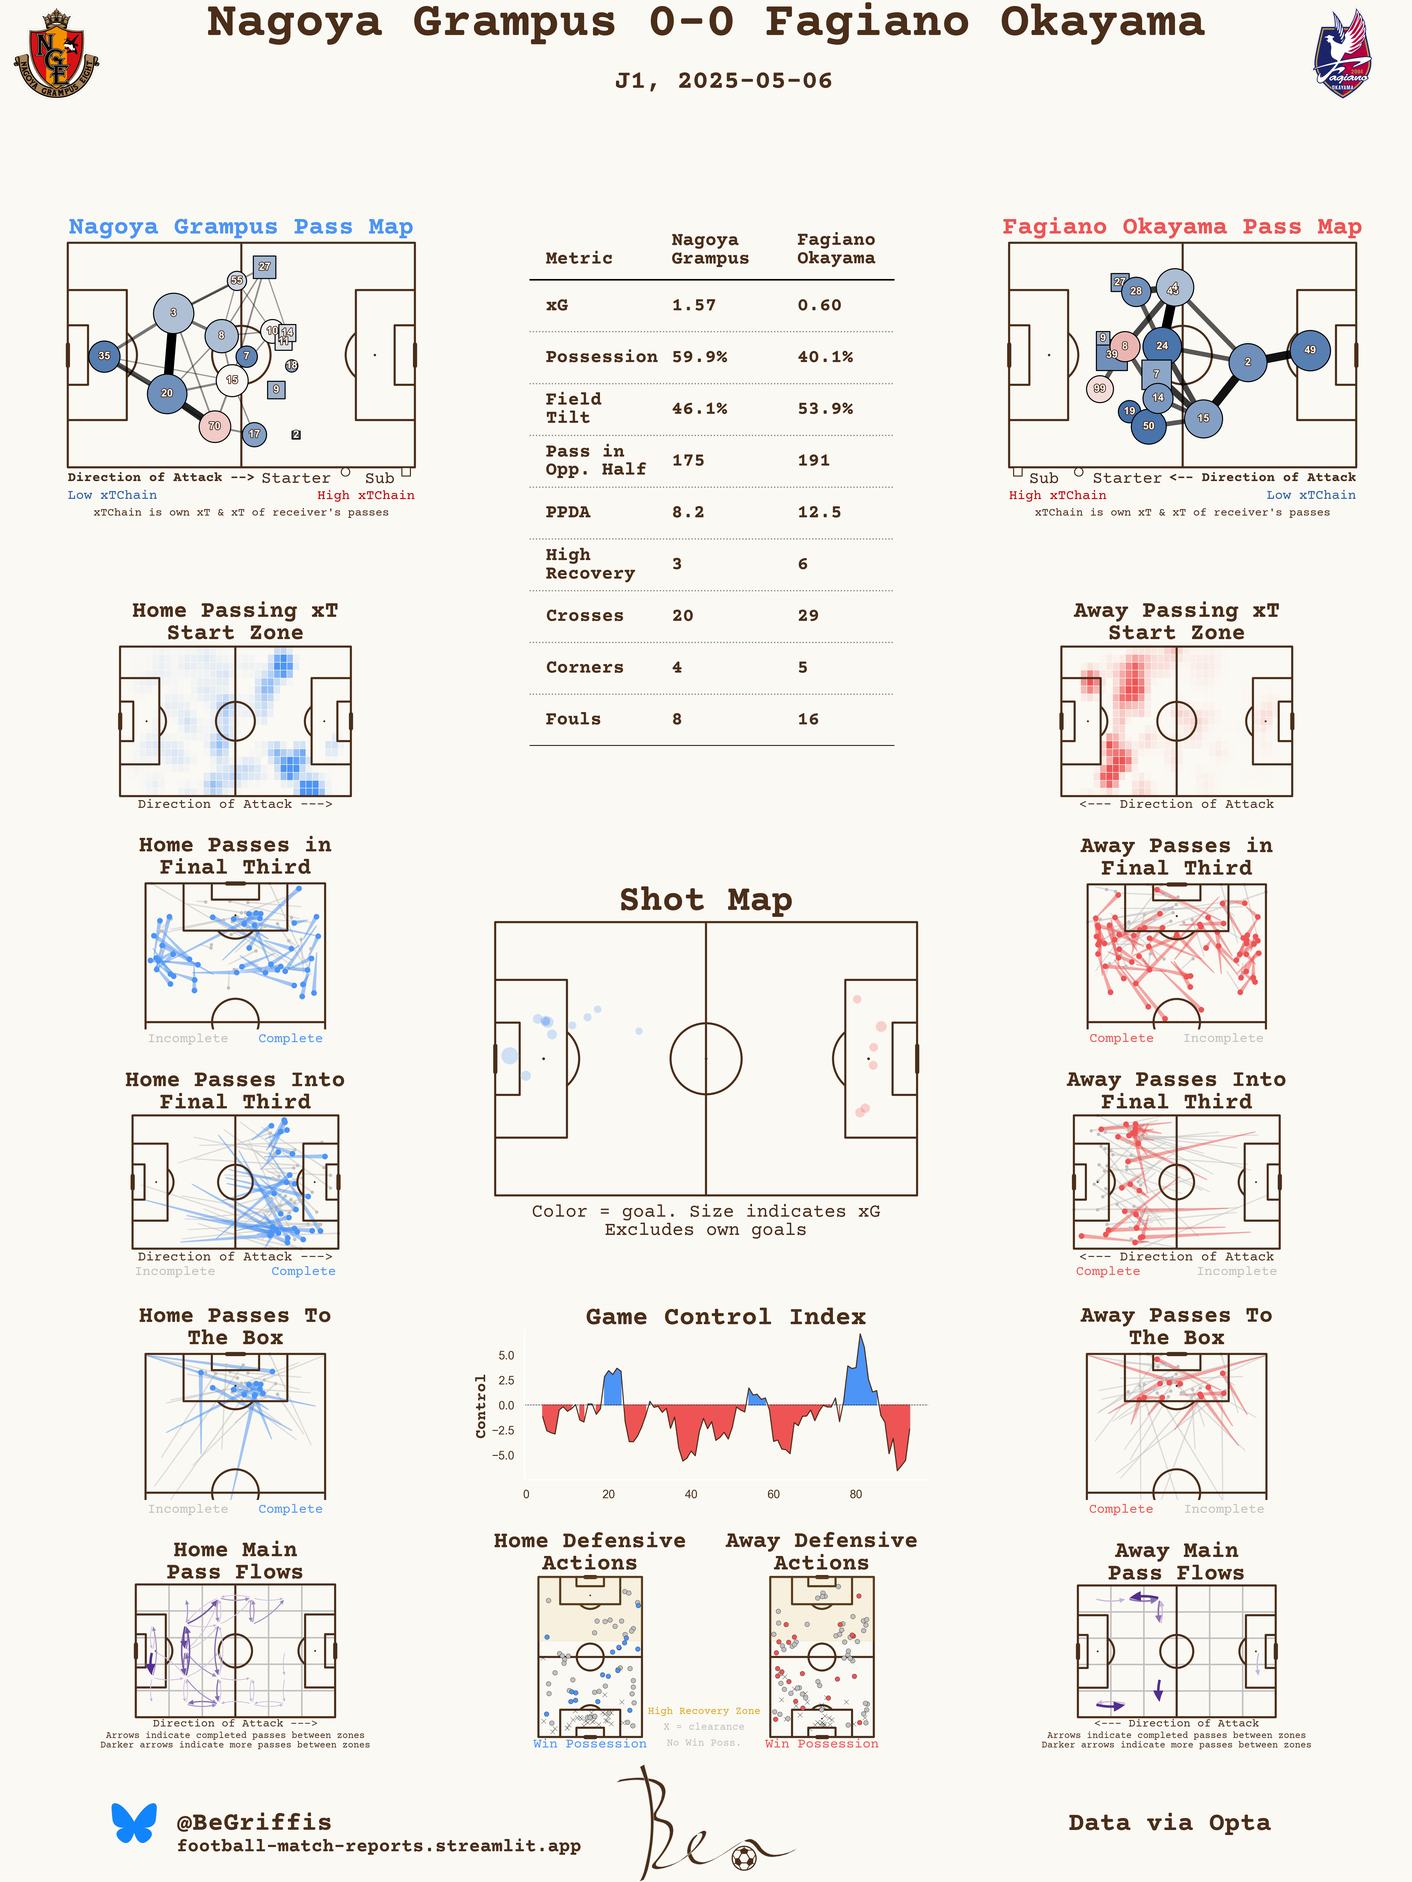 Nagoya Grampus 0-0 Fagiano Okayama
J1, 2025-05-06
NAGOYA GRAMPUS EIGHT
Fagiano
OKAYAMA
Nagoya Grampus Pass Map
27
55
3
8
10
14
11
35
7
18
15
20
9
70
17
2
Direction of Attack --> Starter Sub
Low xTChain High xTChain
xTChain is own xT & xT of receiver's passes
Metric Nagoya Grampus Fagiano Okayama
xG 1.57 0.60
Possession 59.9% 40.1%
Field Tilt 46.1% 53.9%
Pass in Opp. Half 175 191
PPDA 8.2 12.5
High Recovery 3 6
Crosses 20 29
Corners 4 5
Fouls 8 16
Fagiano Okayama Pass Map
27
28
9
8
24
39
49
2
7
99
14
19
15
50
Sub Starter <-- Direction of Attack
High xTChain Low xTChain
xTChain is own xT & xT of receiver's passes
Home Passing xT
Start Zone
Direction of Attack --->
Away Passing xT
Start Zone
<--- Direction of Attack
Home Passes in
Final Third
Incomplete Complete
Shot Map
Color = goal. Size indicates xG
Excludes own goals
Away Passes in
Final Third
Complete Incomplete
Home Passes Into
Final Third
Direction of Attack --->
Incomplete Complete
Away Passes Into
Final Third
<--- Direction of Attack
Complete Incomplete
Home Passes To
The Box
Incomplete Complete
Game Control Index
Control
5.0
2.5
0.0
−2.5
−5.0
0 20 40 60 80
Away Passes To
The Box
Complete Incomplete
Home Main
Pass Flows
Direction of Attack --->
Arrows indicate completed passes between zones
Darker arrows indicate more passes between zones
Home Defensive
Actions
Win Possession
High Recovery Zone
X = clearance
No Win Poss.
Away Defensive
Actions
Win Possession
Away Main
Pass Flows
<--- Direction of Attack
Arrows indicate completed passes between zones
Darker arrows indicate more passes between zones
@BeGriffis
football-match-reports.streamlit.app
Ben
Data via Opta